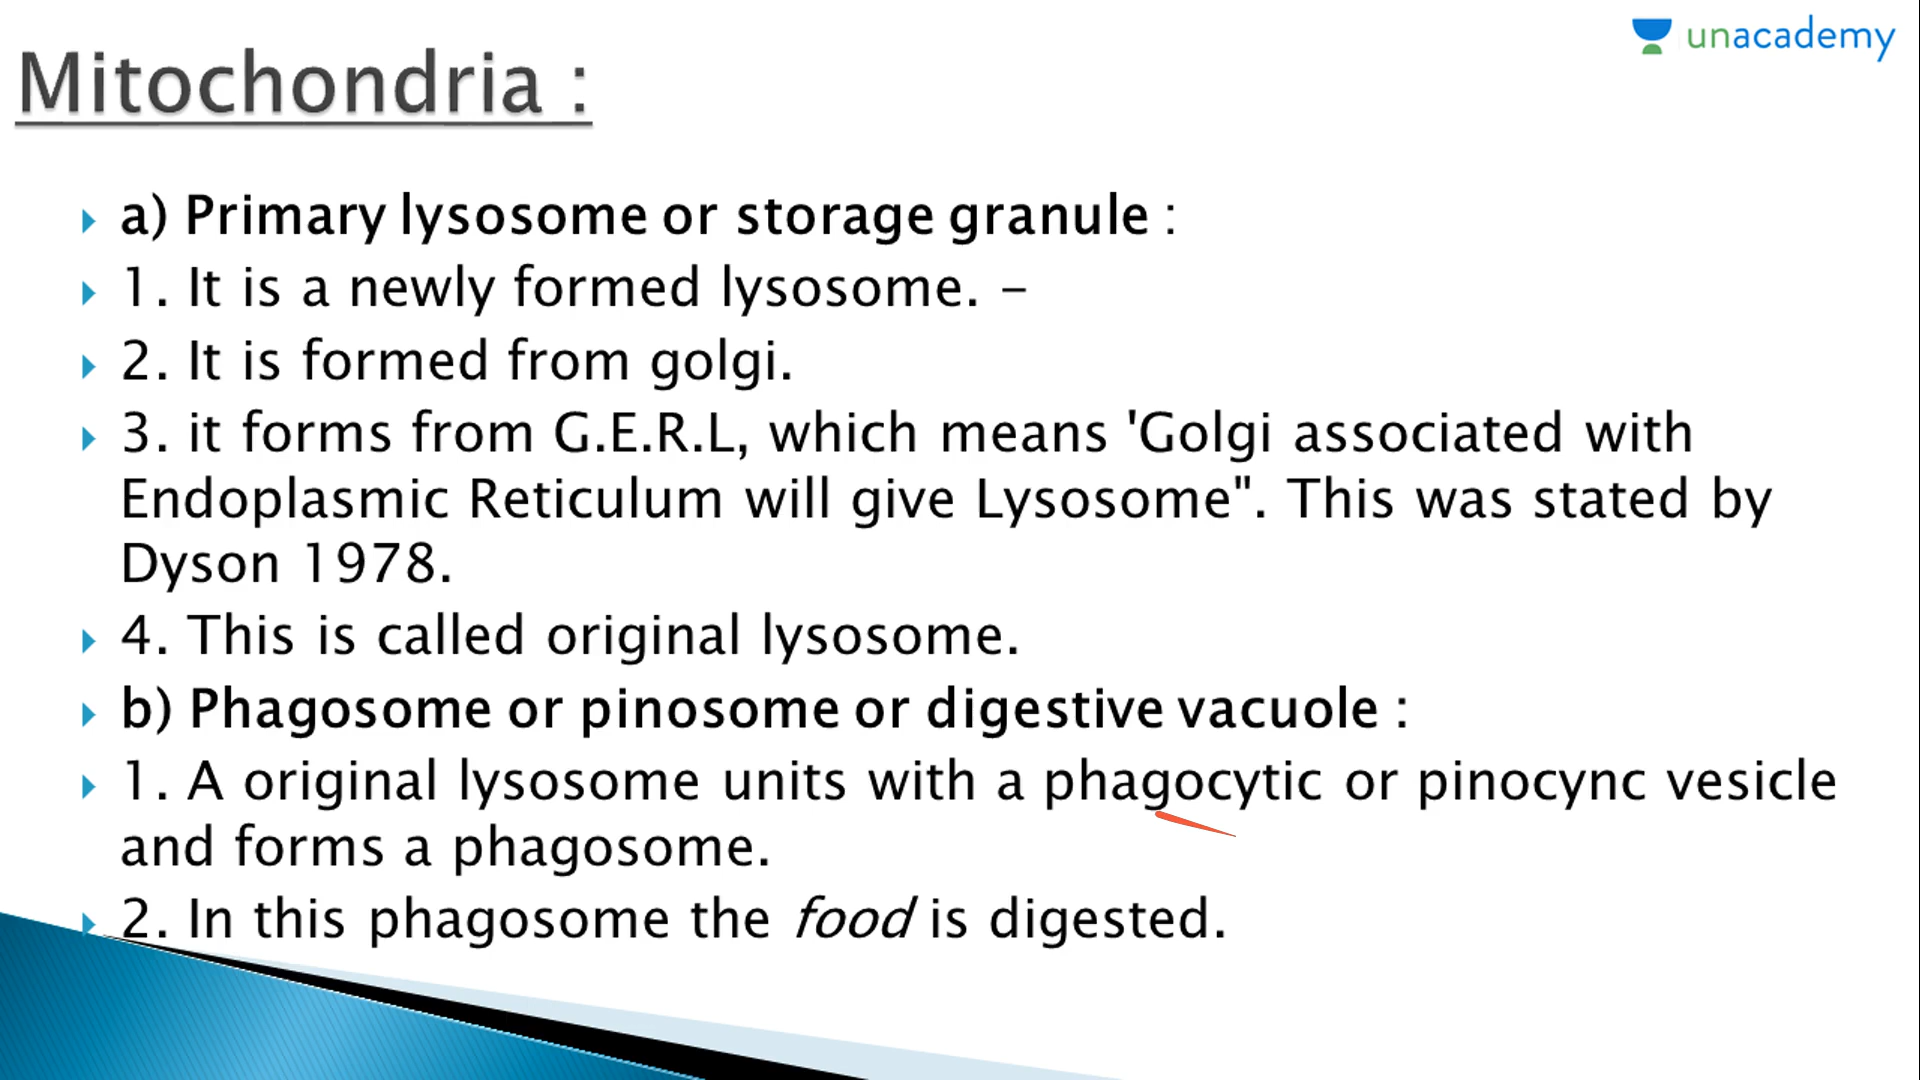 unacademy
Mitochondria :
a) Primary lysosome or storage granule :
1. It is a newly formed lysosome. -
2. It is formed from golgi.
3. it forms from G.E.R.L, which means 'Golgi associated with
Endoplasmic Reticulum will give Lysosome". This was stated by
Dyson 1978.
4. This is called original lysosome.
b) Phagosome or pinosome or digestive vacuole :
1. A original lysosome units with a phagocytic or pinocync vesicle
and forms a phagosome.
2. In this phagosome the food is digested.